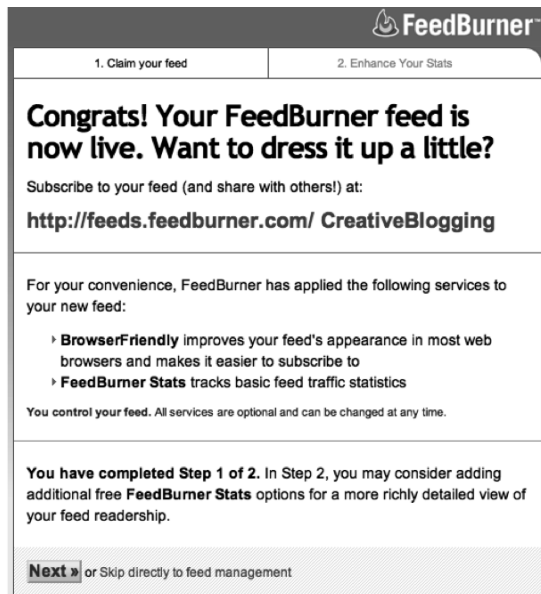 FeedBurner™
1. Claim your feed
2. Enhance Your Stats
Congrats! Your FeedBurner feed is
now live. Want to dress it up a little?
Subscribe to your feed (and share with others!) at:
http://feeds.feedburner.com/ CreativeBlogging
For your convenience, FeedBurner has applied the following services to
your new feed:
BrowserFriendly improves your feed's appearance in most web
browsers and makes it easier to subscribe to
FeedBurner Stats tracks basic feed traffic statistics
You control your feed. All services are optional and can be changed at any time.
You have completed Step 1 of 2. In Step 2, you may consider adding
additional free FeedBurner Stats options for a more richly detailed view of
your feed readership.
Next » or Skip directly to feed management